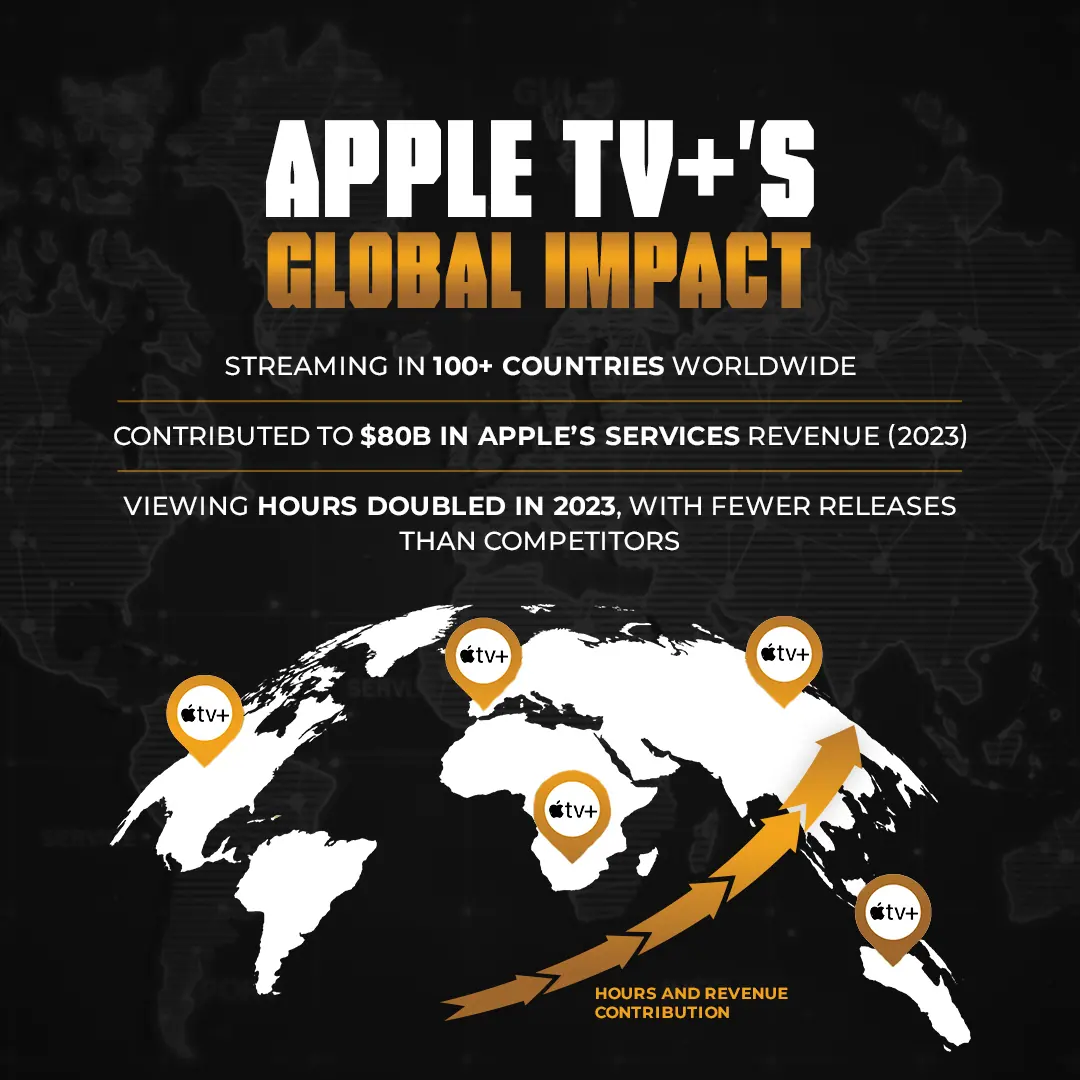 APPLE TV+'S
GLOBAL IMPACT
STREAMING IN 100+ COUNTRIES WORLDWIDE
CONTRIBUTED TO $80B IN APPLE’S SERVICES REVENUE (2023)
VIEWING HOURS DOUBLED IN 2023, WITH FEWER RELEASES
THAN COMPETITORS
tv+
tv+
tv+
tv+
tv+
HOURS AND REVENUE
CONTRIBUTION